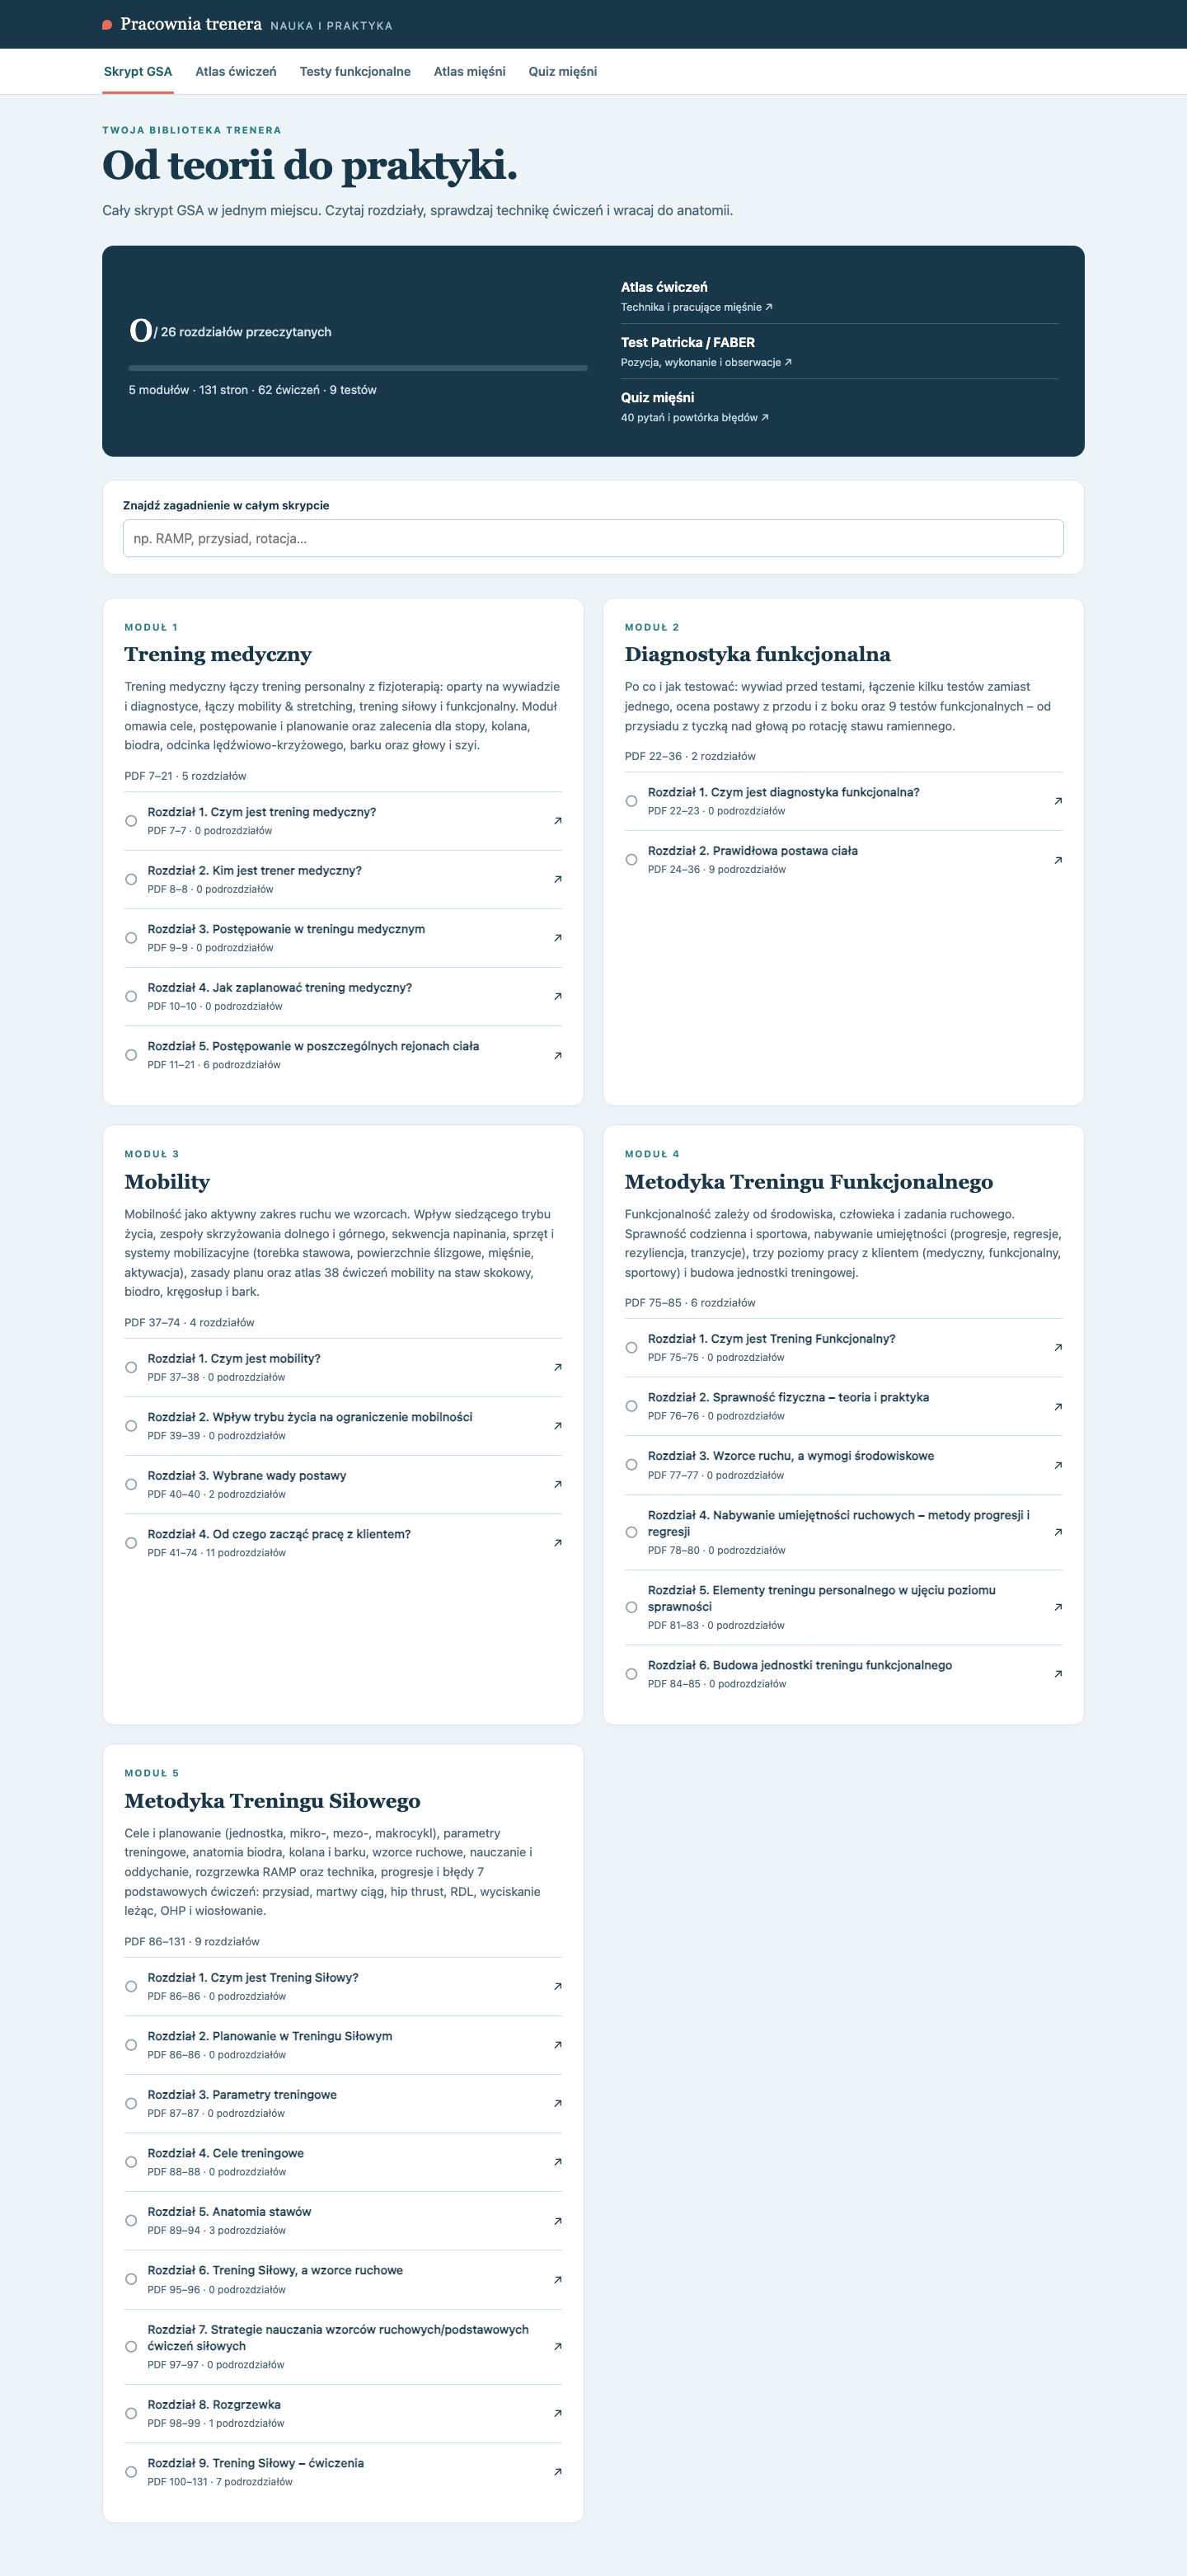 Pracownia trenera NAUKA I PRAKTYKA
Skrypt GSA Atlas ćwiczeń Testy funkcjonalne Atlas mięśni Quiz mięśni
TWOJA BIBLIOTEKA TRENERA
Od teorii do praktyki.
Cały skrypt GSA w jednym miejscu. Czytaj rozdziały, sprawdzaj technikę ćwiczeń i wracaj do anatomii.
0 / 26 rozdziałów przeczytanych
5 modułów · 131 stron · 62 ćwiczeń · 9 testów
Atlas ćwiczeń
Technika i pracujące mięśnie ↗
Test Patricka / FABER
Pozycja, wykonanie i obserwacje ↗
Quiz mięśni
40 pytań i powtórka błędów ↗
Znajdź zagadnienie w całym skrypcie
np. RAMP, przysiad, rotacja...
MODUŁ 1
Trening medyczny
Trening medyczny łączy trening personalny z fizjoterapią: oparty na wywiadzie
i diagnostyce, łączy mobility & stretching, trening siłowy i funkcjonalny. Moduł
omawia cele, postępowanie i planowanie oraz zalecenia dla stopy, kolana,
biodra, odcinka lędźwiowo-krzyżowego, barku oraz głowy i szyi.
PDF 7–21 · 5 rozdziałów
Rozdział 1. Czym jest trening medyczny?
PDF 7–7 · 0 podrozdziałów
↗
Rozdział 2. Kim jest trener medyczny?
PDF 8–8 · 0 podrozdziałów
↗
Rozdział 3. Postępowanie w treningu medycznym
PDF 9–9 · 0 podrozdziałów
↗
Rozdział 4. Jak zaplanować trening medyczny?
PDF 10–10 · 0 podrozdziałów
↗
Rozdział 5. Postępowanie w poszczególnych rejonach ciała
PDF 11–21 · 6 podrozdziałów
↗
MODUŁ 2
Diagnostyka funkcjonalna
Po co i jak testować: wywiad przed testami, łączenie kilku testów zamiast
jednego, ocena postawy z przodu i z boku oraz 9 testów funkcjonalnych – od
przysiadu z tyczką nad głową po rotację stawu ramiennego.
PDF 22–36 · 2 rozdziałów
Rozdział 1. Czym jest diagnostyka funkcjonalna?
PDF 22–23 · 0 podrozdziałów
↗
Rozdział 2. Prawidłowa postawa ciała
PDF 24–36 · 9 podrozdziałów
↗
MODUŁ 3
Mobility
Mobilność jako aktywny zakres ruchu we wzorcach. Wpływ siedzącego trybu
życia, zespoły skrzyżowania dolnego i górnego, sekwencja napinania, sprzęt i
systemy mobilizacyjne (torebka stawowa, powierzchnie ślizgowe, mięśnie,
aktywacja), zasady planu oraz atlas 38 ćwiczeń mobility na staw skokowy,
biodro, kręgosłup i bark.
PDF 37–74 · 4 rozdziałów
Rozdział 1. Czym jest mobility?
PDF 37–38 · 0 podrozdziałów
↗
Rozdział 2. Wpływ trybu życia na ograniczenie mobilności
PDF 39–39 · 0 podrozdziałów
↗
Rozdział 3. Wybrane wady postawy
PDF 40–40 · 2 podrozdziałów
↗
Rozdział 4. Od czego zacząć pracę z klientem?
PDF 41–74 · 11 podrozdziałów
↗
MODUŁ 4
Metodyka Treningu Funkcjonalnego
Funkcjonalność zależy od środowiska, człowieka i zadania ruchowego.
Sprawność codzienna i sportowa, nabywanie umiejętności (progresje, regresje,
rezyliencja, tranzycje), trzy poziomy pracy z klientem (medyczny, funkcjonalny,
sportowy) i budowa jednostki treningowej.
PDF 75–85 · 6 rozdziałów
Rozdział 1. Czym jest Trening Funkcjonalny?
PDF 75–75 · 0 podrozdziałów
↗
Rozdział 2. Sprawność fizyczna – teoria i praktyka
PDF 76–76 · 0 podrozdziałów
↗
Rozdział 3. Wzorce ruchu, a wymogi środowiskowe
PDF 77–77 · 0 podrozdziałów
↗
Rozdział 4. Nabywanie umiejętności ruchowych – metody progresji i
regresji
PDF 78–80 · 0 podrozdziałów
↗
Rozdział 5. Elementy treningu personalnego w ujęciu poziomu
sprawności
PDF 81–83 · 0 podrozdziałów
↗
Rozdział 6. Budowa jednostki treningu funkcjonalnego
PDF 84–85 · 0 podrozdziałów
↗
MODUŁ 5
Metodyka Treningu Siłowego
Cele i planowanie (jednostka, mikro-, mezo-, makrocykl), parametry
treningowe, anatomia biodra, kolana i barku, wzorce ruchowe, nauczanie i
oddychanie, rozgrzewka RAMP oraz technika, progresje i błędy 7
podstawowych ćwiczeń: przysiad, martwy ciąg, hip thrust, RDL, wyciskanie
leżąc, OHP i wiosłowanie.
PDF 86–131 · 9 rozdziałów
Rozdział 1. Czym jest Trening Siłowy?
PDF 86–86 · 0 podrozdziałów
↗
Rozdział 2. Planowanie w Treningu Siłowym
PDF 86–86 · 0 podrozdziałów
↗
Rozdział 3. Parametry treningowe
PDF 87–87 · 0 podrozdziałów
↗
Rozdział 4. Cele treningowe
PDF 88–88 · 0 podrozdziałów
↗
Rozdział 5. Anatomia stawów
PDF 89–94 · 3 podrozdziałów
↗
Rozdział 6. Trening Siłowy, a wzorce ruchowe
PDF 95–96 · 0 podrozdziałów
↗
Rozdział 7. Strategie nauczania wzorców ruchowych/podstawowych
ćwiczeń siłowych
PDF 97–97 · 0 podrozdziałów
↗
Rozdział 8. Rozgrzewka
PDF 98–99 · 1 podrozdziałów
↗
Rozdział 9. Trening Siłowy – ćwiczenia
PDF 100–131 · 7 podrozdziałów
↗